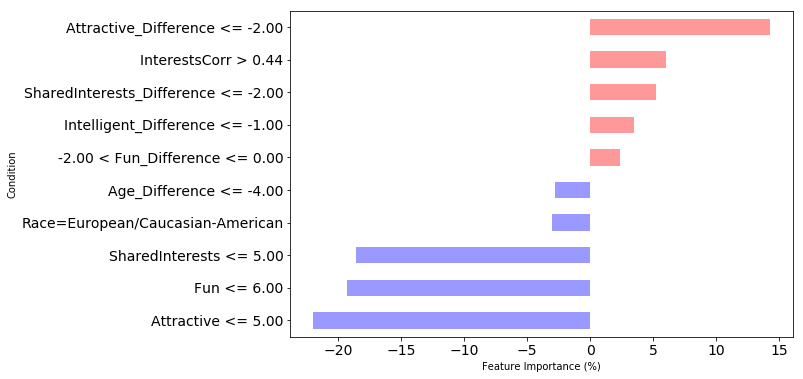 Attractive_Difference <= -2.00
InterestsCorr > 0.44
SharedInterests_Difference <= -2.00
Intelligent_Difference <= -1.00
-2.00 < Fun_Difference <= 0.00
Age_Difference <= -4.00
Race=European/Caucasian-American
SharedInterests <= 5.00
Fun <= 6.00
Attractive <= 5.00
Condition
−20 −15 −10 −5 0 5 10 15
Feature Importance (%)